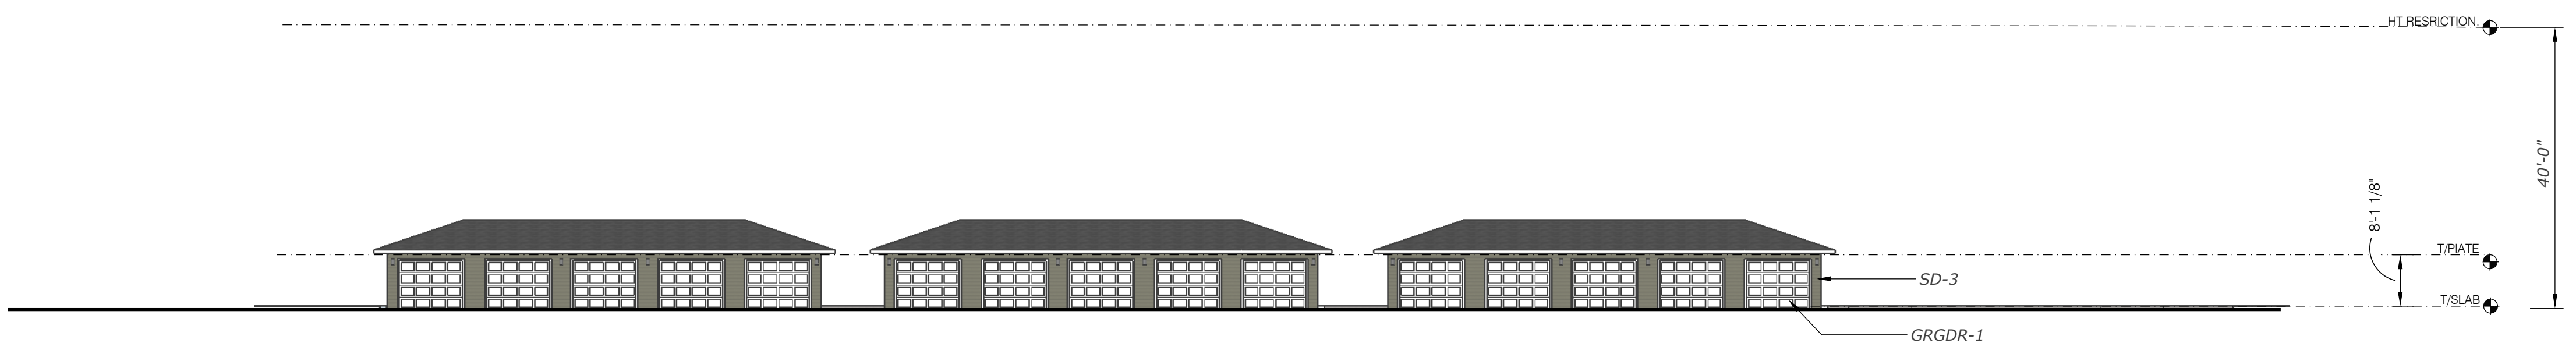 HT RESRICTION
40'-0"
8'-1 1/8"
T/PIATE
SD-3
T/SLAB
GRGDR-1